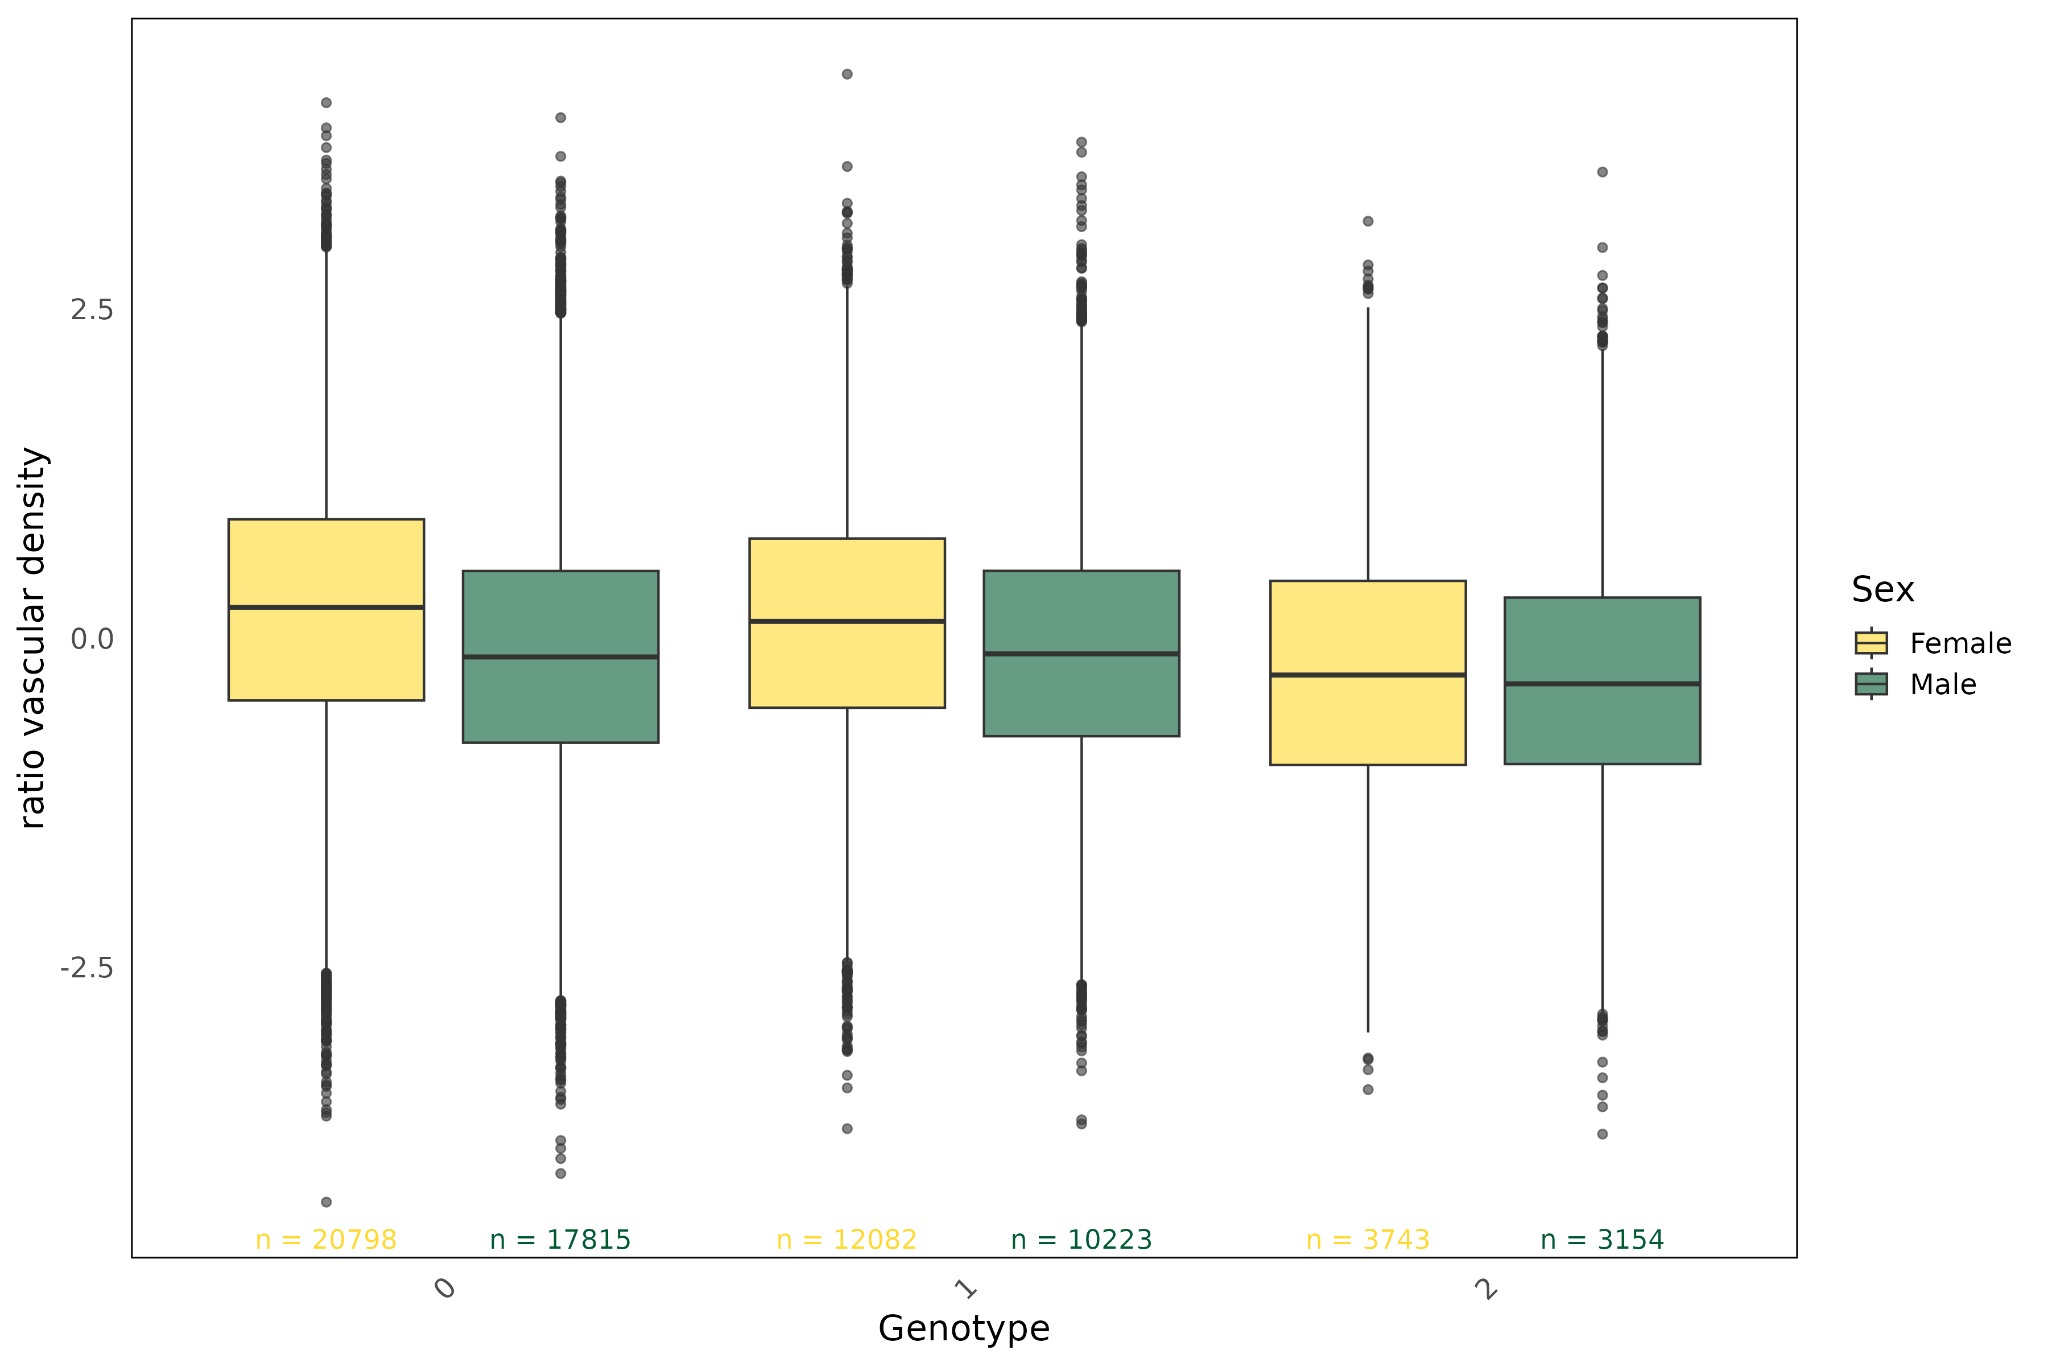 ratio vascular density
2.5
0.0
-2.5
n = 20798
n = 17815
n = 12082
n = 10223
n = 3743
n = 3154
0
1
2
Genotype
Sex
Female
Male